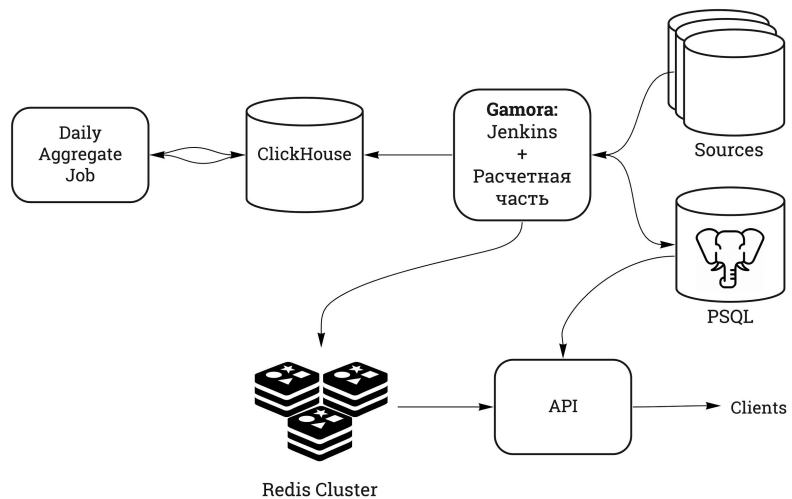 Daily
Aggregate
Job
ClickHouse
Gamora:
Jenkins
+
Расчетная
часть
Sources
PSQL
Redis Cluster
API
Clients